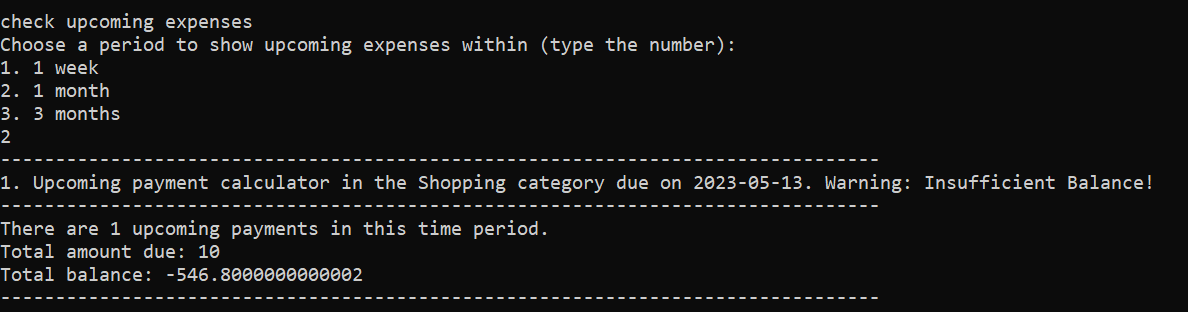 check upcoming expenses
Choose a period to show upcoming expenses within (type the number):
1. 1 week
2. 1 month
3. 3 months
2
--------------------------------------------------------------------------------
1. Upcoming payment calculator in the Shopping category due on 2023-05-13. Warning: Insufficient Balance!
--------------------------------------------------------------------------------
There are 1 upcoming payments in this time period.
Total amount due: 10
Total balance: -546.8000000000002
--------------------------------------------------------------------------------